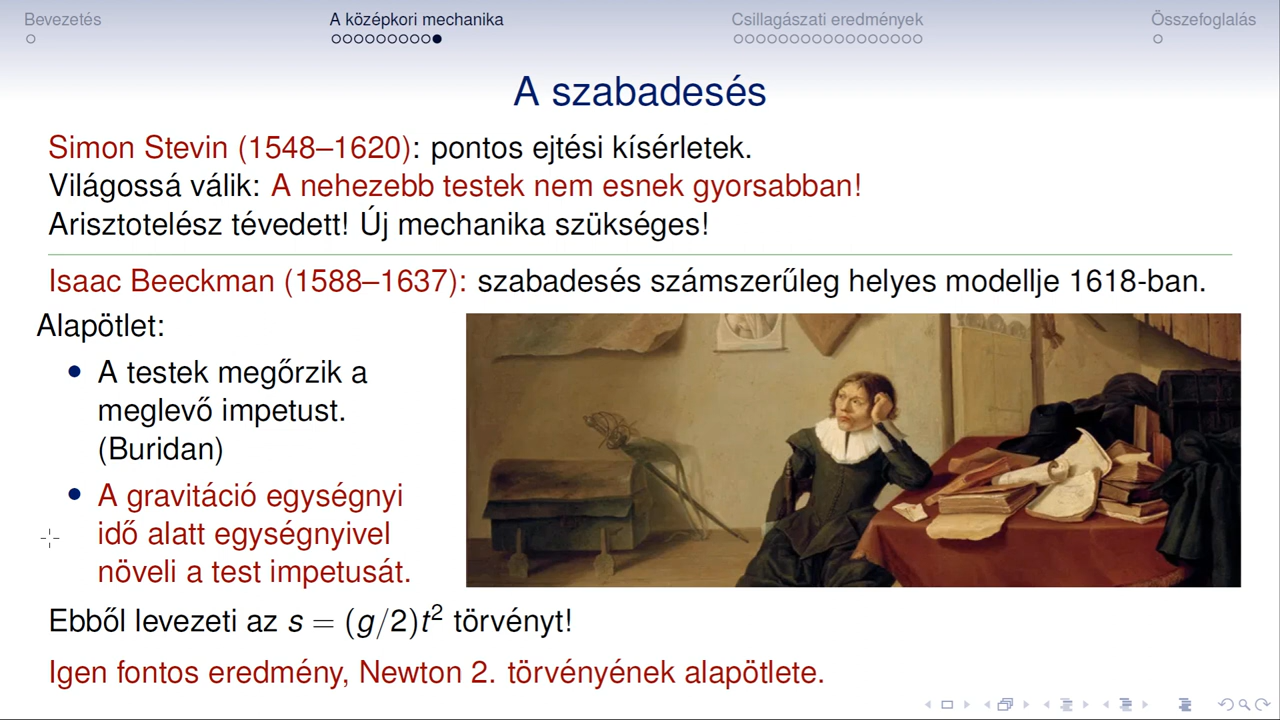 Bevezetés
A középkori mechanika
Csillagászati eredmények
Összefoglalás
A szabadesés
Simon Stevin (1548–1620): pontos ejtési kísérletek.
Világossá válik: A nehezebb testek nem esnek gyorsabban!
Arisztotelész tévedett! Új mechanika szükséges!
Isaac Beeckman (1588–1637): szabadesés számszerűleg helyes modellje 1618-ban.
Alapötlet:
• A testek megőrzik a
meglevő impetust.
(Buridan)
• A gravitáció egységnyi
idő alatt egységnyivel
növeli a test impetusát.
Ebből levezeti az s = (g/2)t² törvényt!
Igen fontos eredmény, Newton 2. törvényének alapötlete.